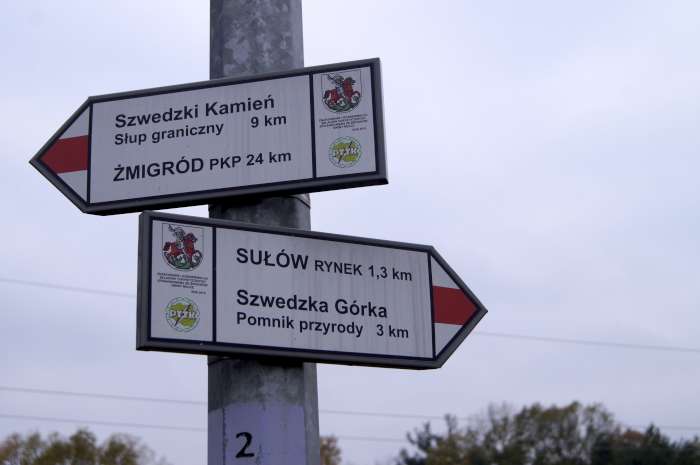 Szwedzki Kamień
Słup graniczny 9 km
ŻMIGRÓD PKP 24 km
PTTK
SUŁÓW RYNEK 1,3 km
Szwedzka Górka
Pomnik przyrody 3 km
PTTK
2